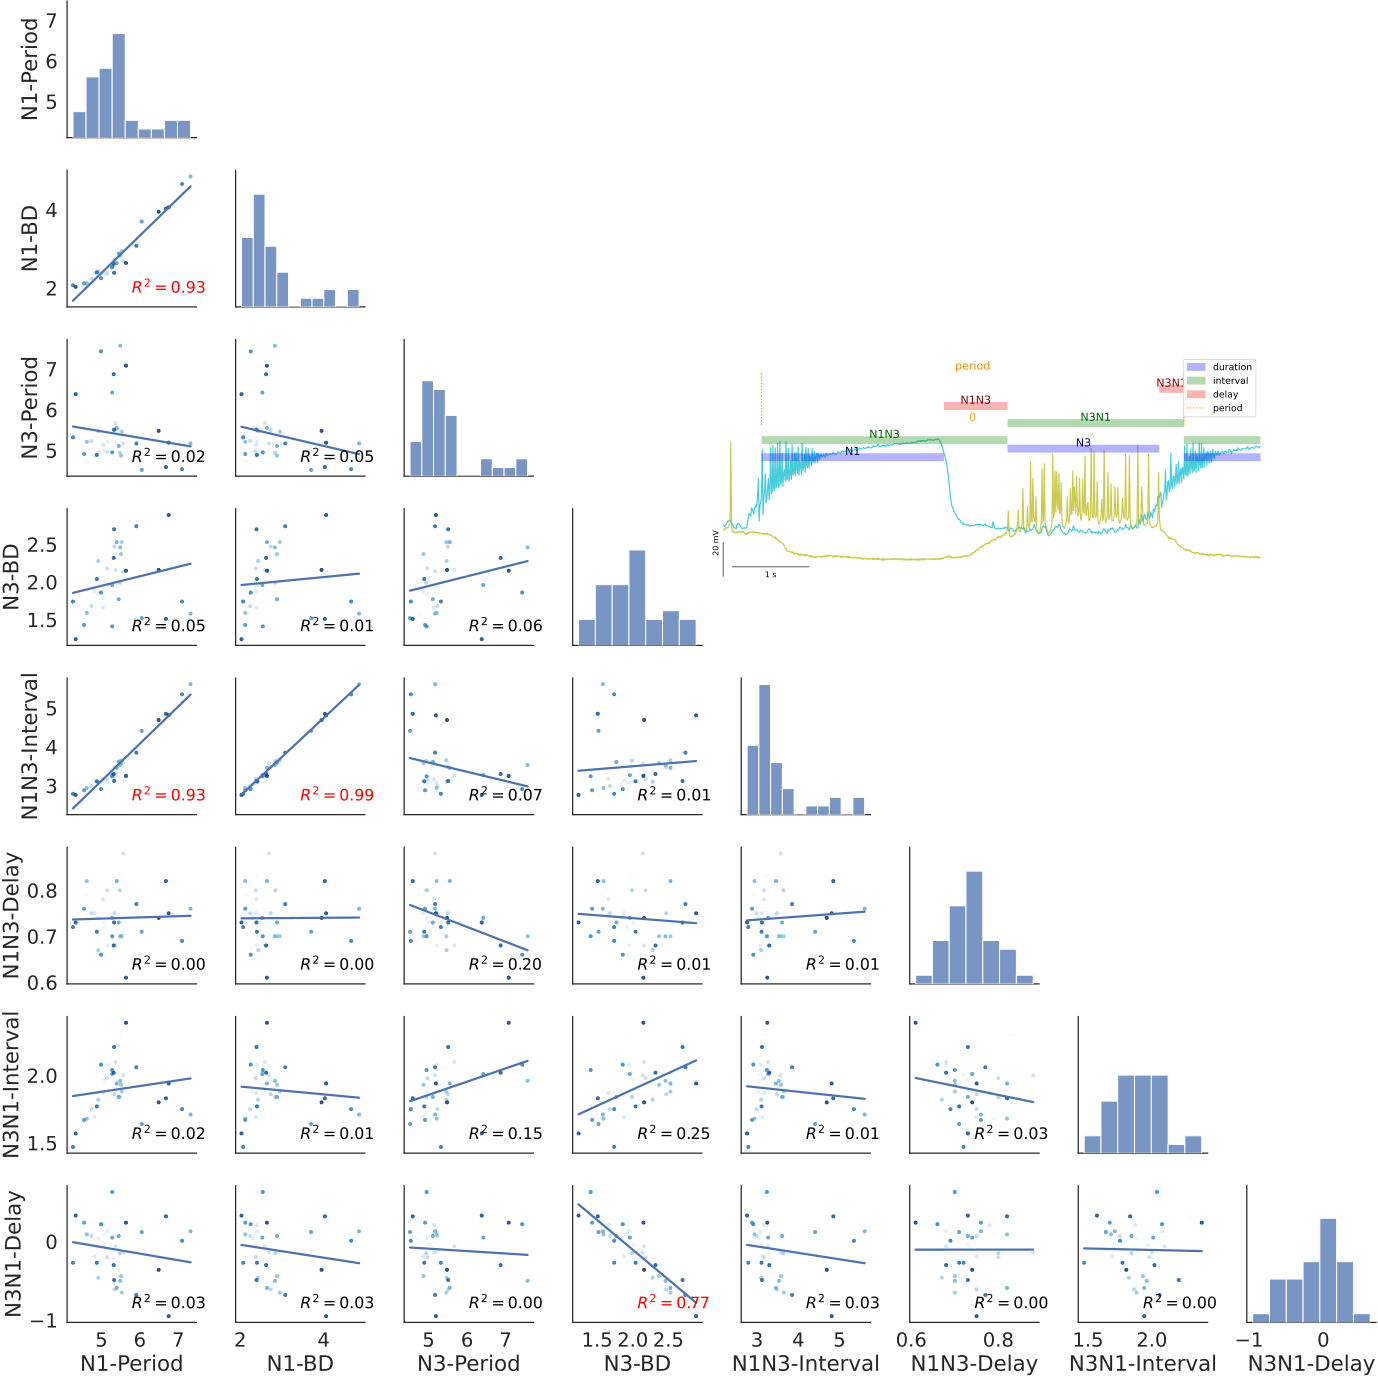 7
6
5
N1-Period
4
2
N1-BD
R² = 0.93
7
6
5
N3-Period
R² = 0.02
R² = 0.05
period
N1N3
0
N3N1
N1N3
N3
N1
duration
interval
delay
period
20 mV
1 s
2.5
2.0
1.5
N3-BD
R² = 0.05
R² = 0.01
R² = 0.06
5
4
3
N1N3-Interval
R² = 0.93
R² = 0.99
R² = 0.07
R² = 0.01
0.8
0.7
0.6
N1N3-Delay
R² = 0.00
R² = 0.00
R² = 0.20
R² = 0.01
R² = 0.01
2.0
1.5
N3N1-Interval
R² = 0.02
R² = 0.01
R² = 0.15
R² = 0.25
R² = 0.01
R² = 0.03
0
−1
N3N1-Delay
R² = 0.03
R² = 0.03
R² = 0.00
R² = 0.77
R² = 0.03
R² = 0.00
R² = 0.00
5 6 7
2 4
5 6 7
1.5 2.0 2.5
3 4 5
0.6 0.8
1.5 2.0
−1 0
N1-Period
N1-BD
N3-Period
N3-BD
N1N3-Interval
N1N3-Delay
N3N1-Interval
N3N1-Delay